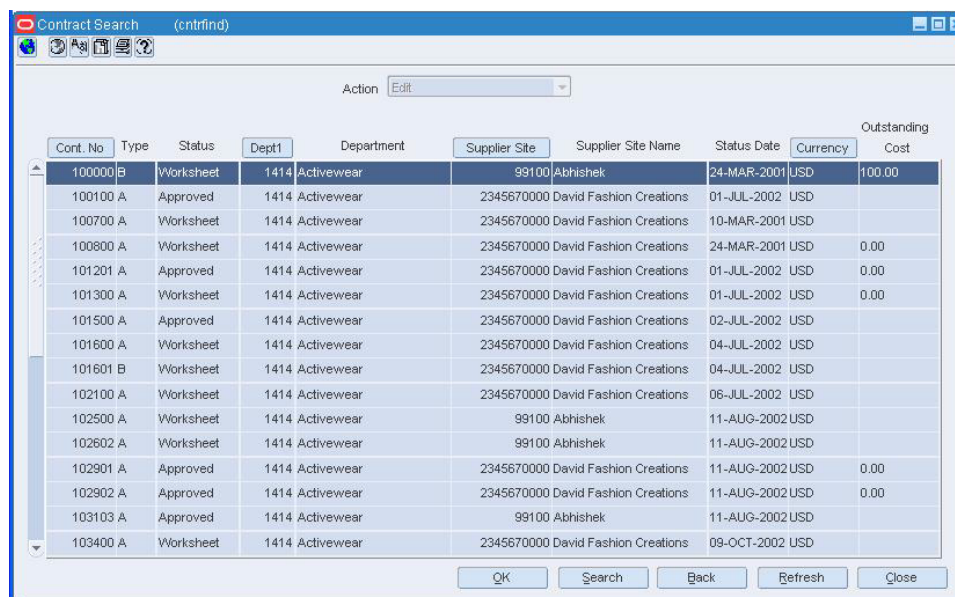 Contract Search (cntrfind)
Action Edit
Outstanding
Cont. No Type Status Dept1 Department Supplier Site Supplier Site Name Status Date Currency Cost
100000 B Worksheet 1414 Activewear 99100 Abhishek 24-MAR-2001 USD 100.00
100100 A Approved 1414 Activewear 2345670000 David Fashion Creations 01-JUL-2002 USD
100700 A Worksheet 1414 Activewear 2345670000 David Fashion Creations 10-MAR-2001 USD
100800 A Worksheet 1414 Activewear 2345670000 David Fashion Creations 24-MAR-2001 USD 0.00
101201 A Approved 1414 Activewear 2345670000 David Fashion Creations 01-JUL-2002 USD 0.00
101300 A Worksheet 1414 Activewear 2345670000 David Fashion Creations 01-JUL-2002 USD 0.00
101500 A Approved 1414 Activewear 2345670000 David Fashion Creations 02-JUL-2002 USD
101600 A Worksheet 1414 Activewear 2345670000 David Fashion Creations 04-JUL-2002 USD
101601 B Worksheet 1414 Activewear 2345670000 David Fashion Creations 04-JUL-2002 USD
102100 A Worksheet 1414 Activewear 2345670000 David Fashion Creations 06-JUL-2002 USD
102500 A Worksheet 1414 Activewear 99100 Abhishek 11-AUG-2002 USD
102602 A Worksheet 1414 Activewear 99100 Abhishek 11-AUG-2002 USD
102901 A Approved 1414 Activewear 2345670000 David Fashion Creations 11-AUG-2002 USD 0.00
102902 A Approved 1414 Activewear 2345670000 David Fashion Creations 11-AUG-2002 USD 0.00
103103 A Approved 1414 Activewear 99100 Abhishek 11-AUG-2002 USD
103400 A Worksheet 1414 Activewear 2345670000 David Fashion Creations 09-OCT-2002 USD
OK Search Back Refresh Close